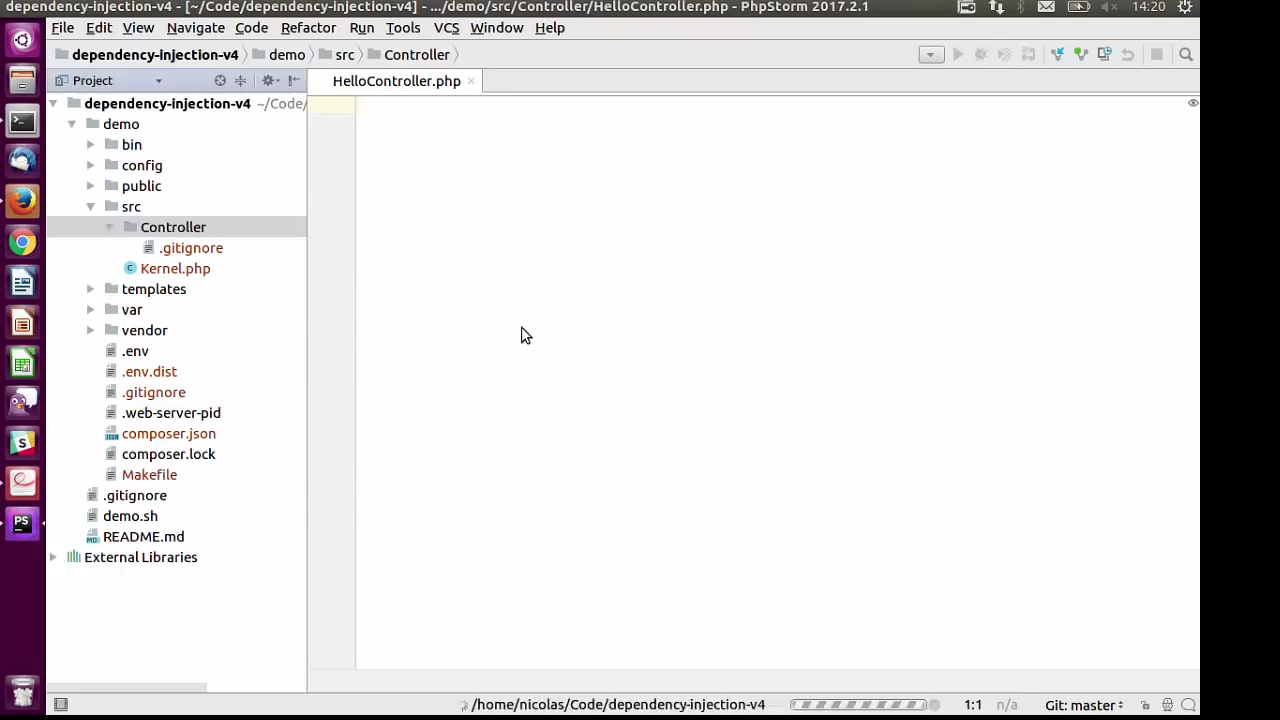 dependency-injection-v4 - [~/Code/dependency-injection-v4] - .../demo/src/Controller/HelloController.php - PhpStorm 2017.2.1
14:20
File Edit View Navigate Code Refactor Run Tools VCS Window Help
dependency-injection-v4 demo src Controller
Project
HelloController.php
dependency-injection-v4 ~/Code/
demo
bin
config
public
src
Controller
.gitignore
Kernel.php
templates
var
vendor
.env
.env.dist
.gitignore
.web-server-pid
composer.json
composer.lock
Makefile
.gitignore
demo.sh
README.md
External Libraries
PS
/home/nicolas/Code/dependency-injection-v4
1:1 n/a Git: master